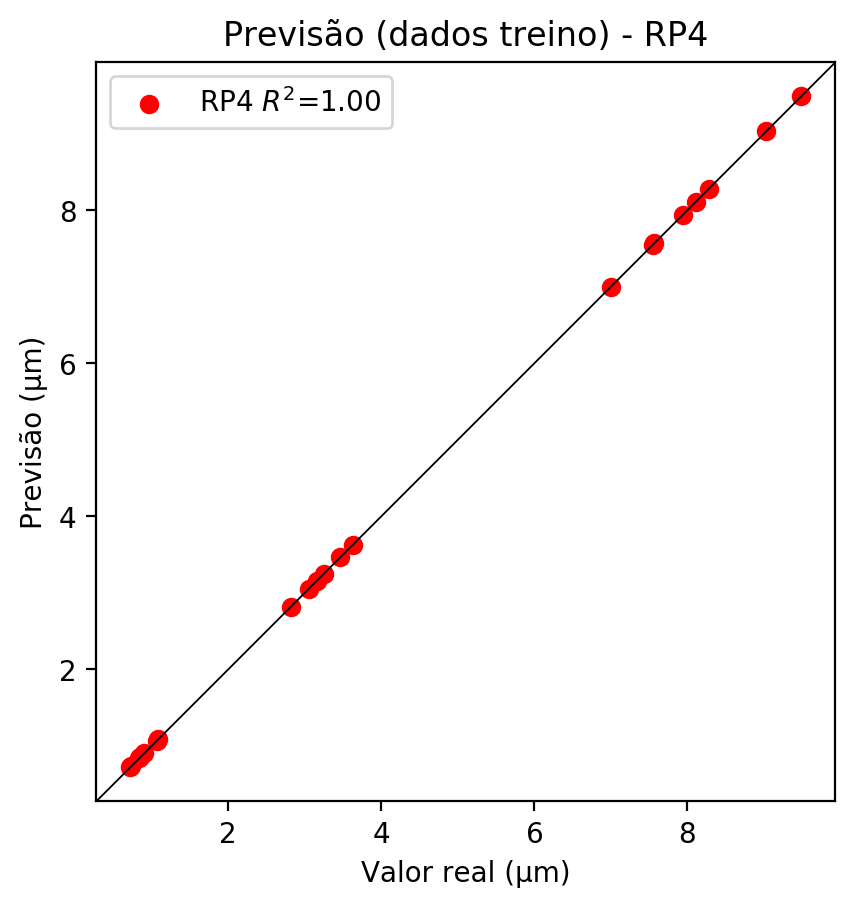 Previsão (dados treino) - RP4
RP4 R²=1.00
8
6
4
2
Previsão (μm)
2 4 6 8
Valor real (μm)